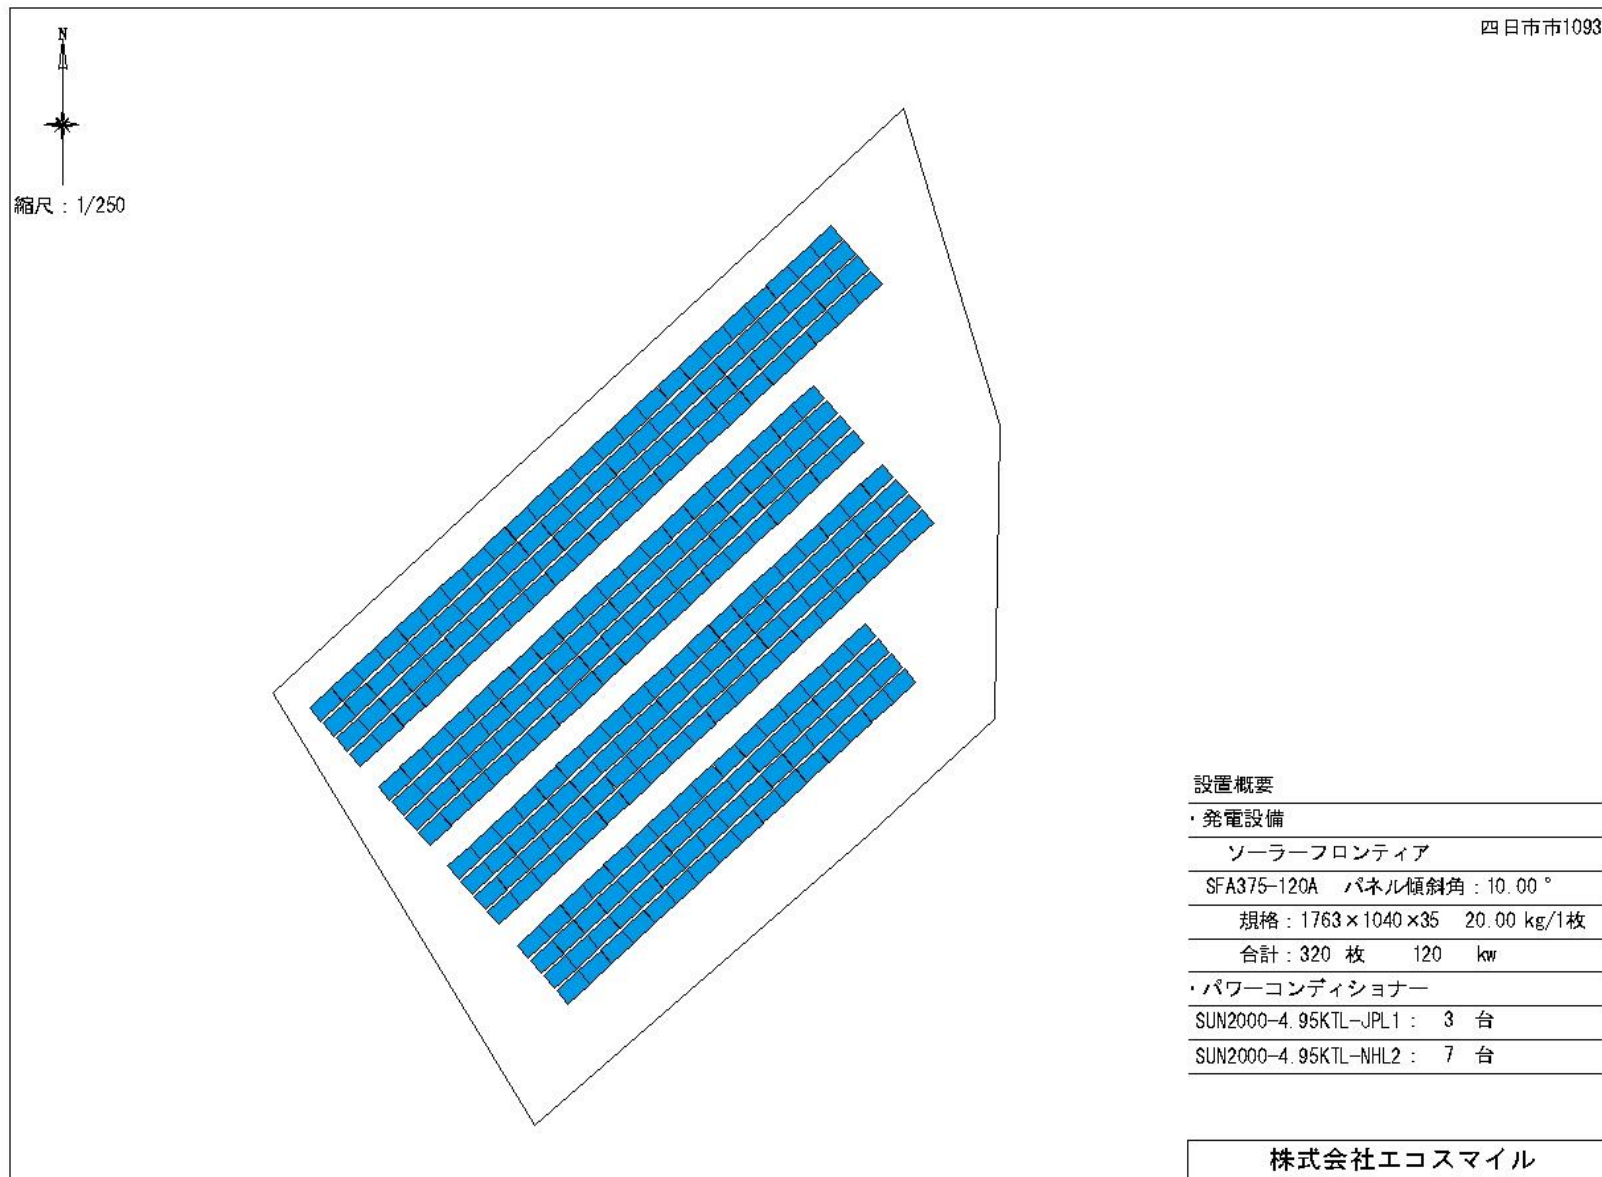 四日市市1093
N
縮尺：1/250
設置概要
・発電設備
ソーラーフロンティア
SFA375-120A パネル傾斜角：10.00°
規格：1763×1040×35 20.00 kg/1枚
合計：320 枚 120 kw
・パワーコンディショナー
SUN2000-4.95KTL-JPL1： 3 台
SUN2000-4.95KTL-NHL2： 7 台
株式会社エコスマイル